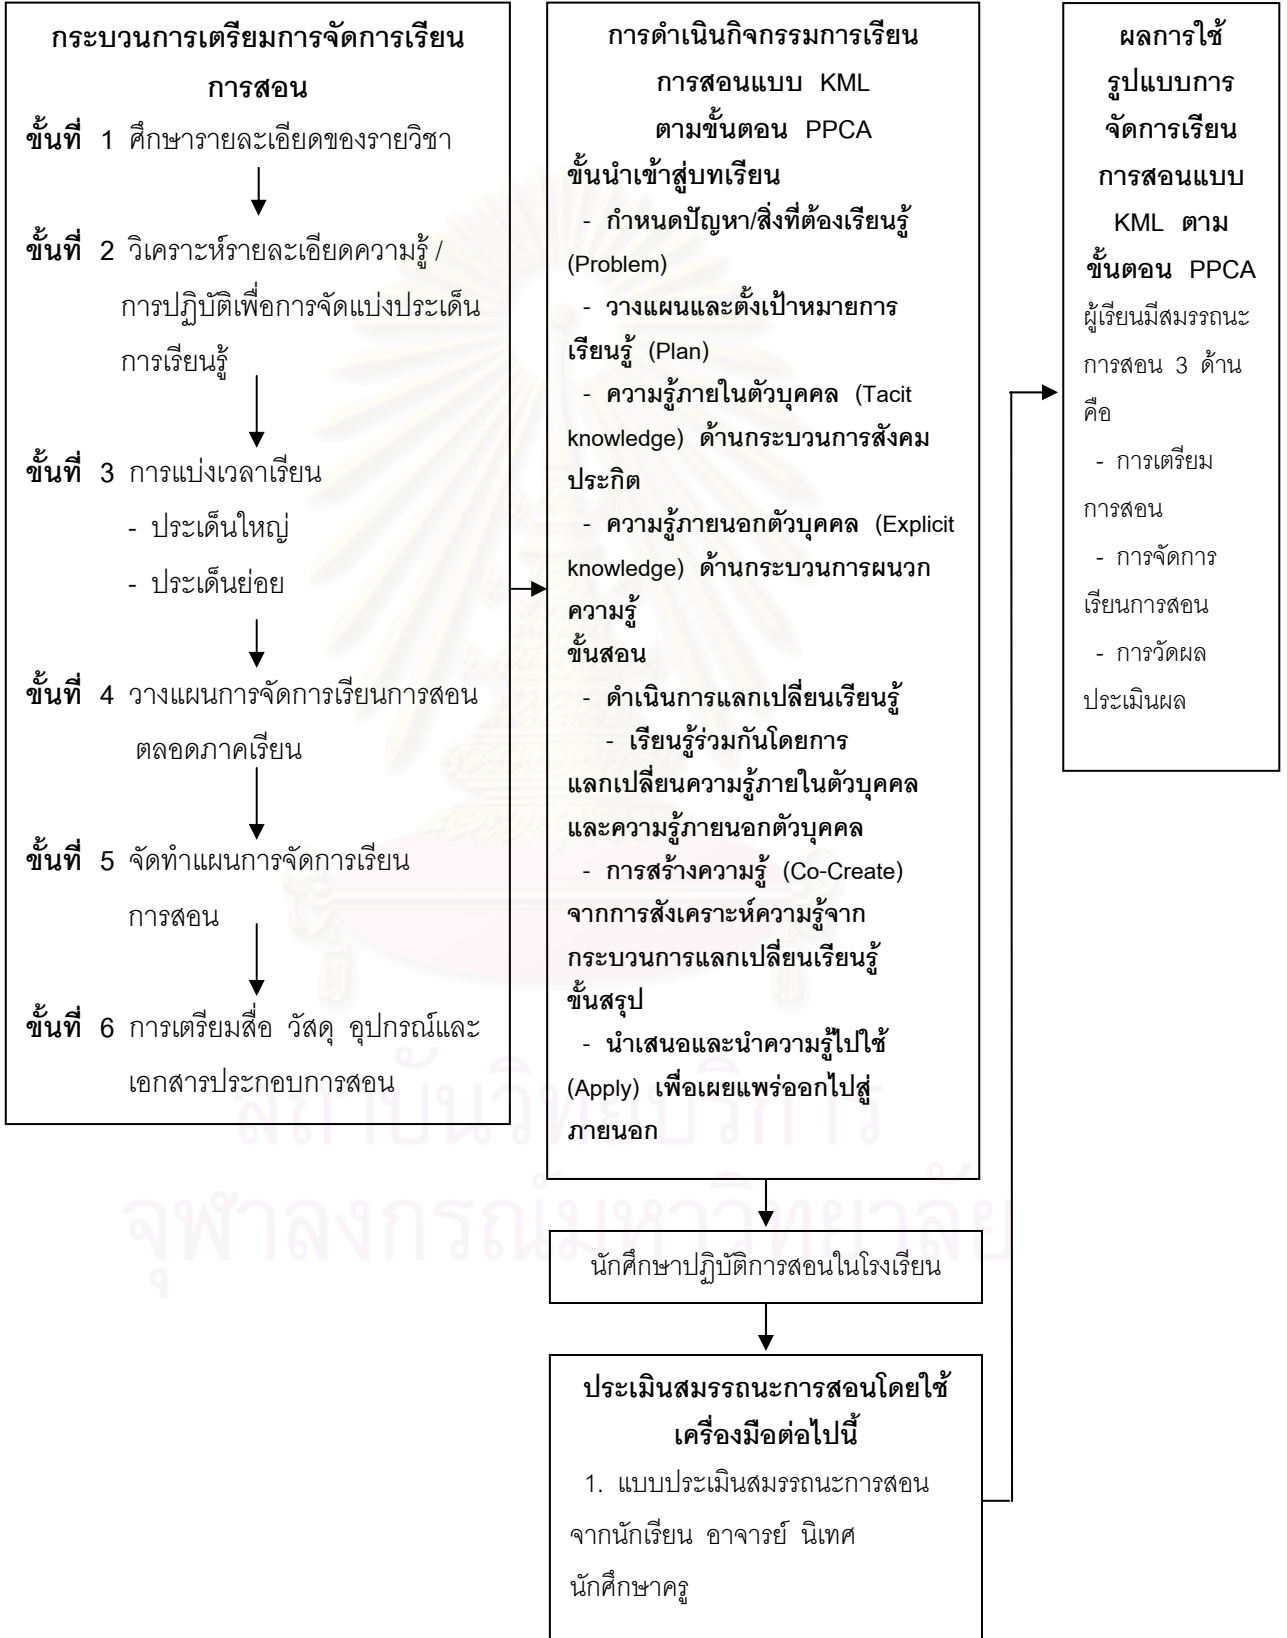 กระบวนการเตรียมการจัดการเรียน
การสอน
ขั้นที่ 1 ศึกษารายละเอียดของรายวิชา
ขั้นที่ 2 วิเคราะห์รายละเอียดความรู้ /
การปฏิบัติเพื่อการจัดแบ่งประเด็น
การเรียนรู้
ขั้นที่ 3 การแบ่งเวลาเรียน
- ประเด็นใหญ่
- ประเด็นย่อย
ขั้นที่ 4 วางแผนการจัดการเรียนการสอน
ตลอดภาคเรียน
ขั้นที่ 5 จัดทำแผนการจัดการเรียน
การสอน
ขั้นที่ 6 การเตรียมสื่อ วัสดุ อุปกรณ์และ
เอกสารประกอบการสอน
การดำเนินกิจกรรมการเรียน
การสอนแบบ KML
ตามขั้นตอน PPCA
ขั้นนำเข้าสู่บทเรียน
- กำหนดปัญหา/สิ่งที่ต้องเรียนรู้
(Problem)
- วางแผนและตั้งเป้าหมายการ
เรียนรู้ (Plan)
- ความรู้ภายในตัวบุคคล (Tacit
knowledge) ด้านกระบวนการสังคม
ประกิต
- ความรู้ภายนอกตัวบุคคล (Explicit
knowledge) ด้านกระบวนการผนวก
ความรู้
ขั้นสอน
- ดำเนินการแลกเปลี่ยนเรียนรู้
- เรียนรู้ร่วมกันโดยการ
แลกเปลี่ยนความรู้ภายในตัวบุคคล
และความรู้ภายนอกตัวบุคคล
- การสร้างความรู้ (Co-Create)
จากการสังเคราะห์ความรู้จาก
กระบวนการแลกเปลี่ยนเรียนรู้
ขั้นสรุป
- นำเสนอและนำความรู้ไปใช้
(Apply) เพื่อเผยแพร่ออกไปสู่
ภายนอก
นักศึกษาปฏิบัติการสอนในโรงเรียน
ประเมินสมรรถนะการสอนโดยใช้
เครื่องมือต่อไปนี้
1. แบบประเมินสมรรถนะการสอน
จากนักเรียน อาจารย์ นิเทศ
นักศึกษาครู
ผลการใช้
รูปแบบการ
จัดการเรียน
การสอนแบบ
KML ตาม
ขั้นตอน PPCA
ผู้เรียนมีสมรรถนะ
การสอน 3 ด้าน
คือ
- การเตรียม
การสอน
- การจัดการ
เรียนการสอน
- การวัดผล
ประเมินผล
สถาบันวิทยบริการ
จุฬาลงกรณ์มหาวิทยาลัย